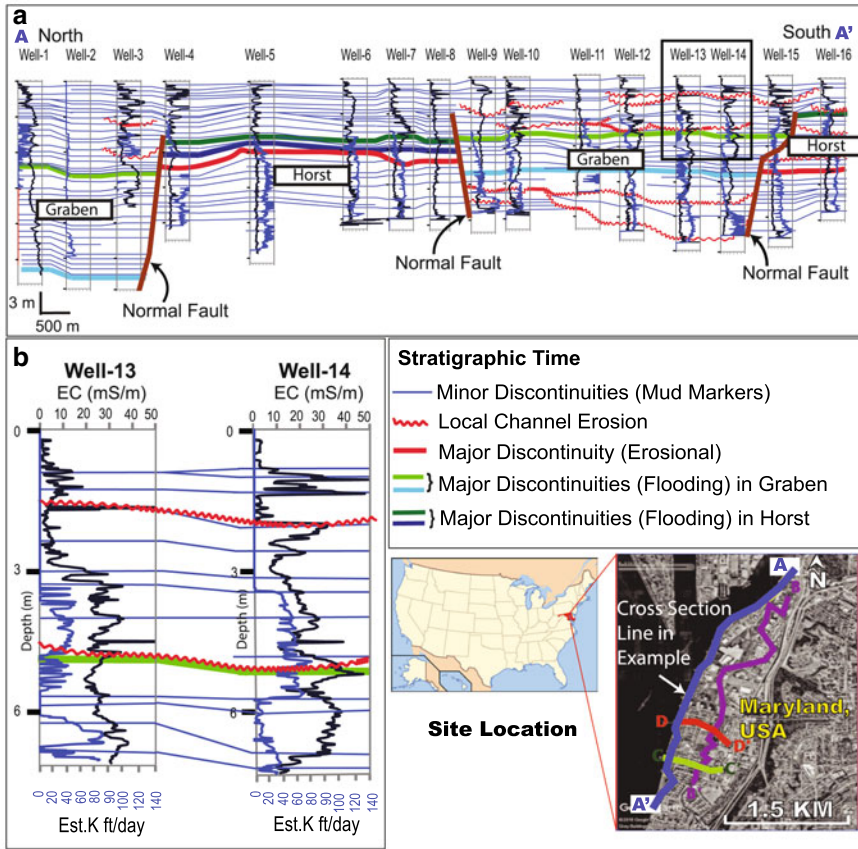 a
A North
South A'
Well-1 Well-2 Well-3 Well-4 Well-5 Well-6 Well-7 Well-8 Well-9 Well-10 Well-11 Well-12 Well-13 Well-14 Well-15 Well-16
Graben
Horst
Graben
Horst
3 m
500 m
Normal Fault
Normal Fault
Normal Fault
b
Well-13
EC (mS/m)
0 10 20 30 40 50
Well-14
EC (mS/m)
0 10 20 30 40 50
0
3
6
Depth (m)
0
3
6
Depth (m)
0 20 40 60 80 100 120 140
Est.K ft/day
0 20 40 60 80 100 120 140
Est.K ft/day
Stratigraphic Time
Minor Discontinuities (Mud Markers)
Local Channel Erosion
Major Discontinuity (Erosional)
} Major Discontinuities (Flooding) in Graben
} Major Discontinuities (Flooding) in Horst
Site Location
A
N
B
Cross Section
Line in
Example
Maryland,
USA
D
D'
C
B
A'
1.5 KM